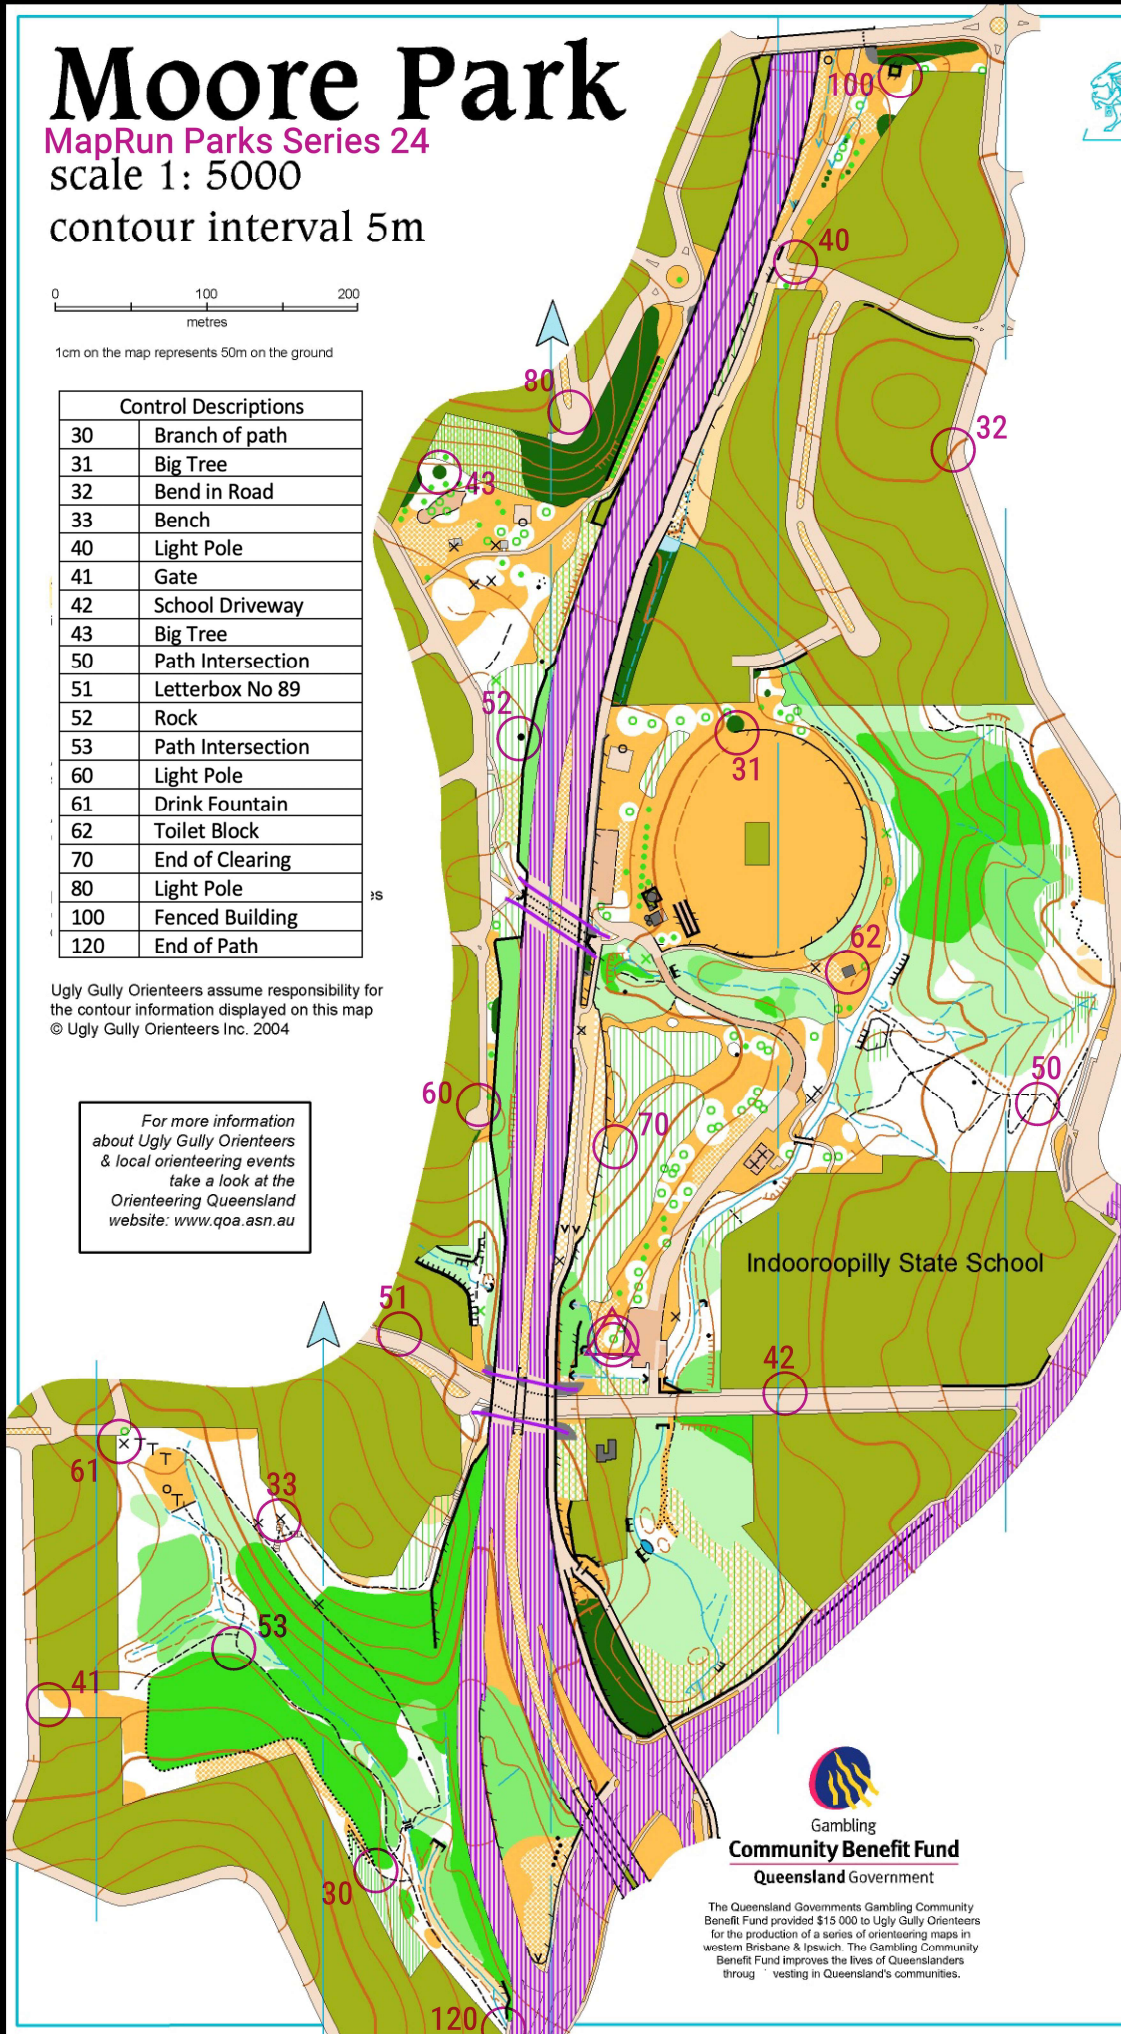 Moore Park
MapRun Parks Series 24
scale 1: 5000
contour interval 5m
0 100 200
metres
1cm on the map represents 50m on the ground
Control Descriptions
30 Branch of path
31 Big Tree
32 Bend in Road
33 Bench
40 Light Pole
41 Gate
42 School Driveway
43 Big Tree
50 Path Intersection
51 Letterbox No 89
52 Rock
53 Path Intersection
60 Light Pole
61 Drink Fountain
62 Toilet Block
70 End of Clearing
80 Light Pole
100 Fenced Building
120 End of Path
es
Ugly Gully Orienteers assume responsibility for
the contour information displayed on this map
© Ugly Gully Orienteers Inc. 2004
For more information
about Ugly Gully Orienteers
& local orienteering events
take a look at the
Orienteering Queensland
website: www.qoa.asn.au
100
40
80
32
43
52
31
62
50
60
70
Indooroopilly State School
51
42
61
33
53
41
30
120
Gambling
Community Benefit Fund
Queensland Government
The Queensland Governments Gambling Community
Benefit Fund provided $15 000 to Ugly Gully Orienteers
for the production of a series of orienteering maps in
western Brisbane & Ipswich. The Gambling Community
Benefit Fund improves the lives of Queenslanders
throug vesting in Queensland's communities.